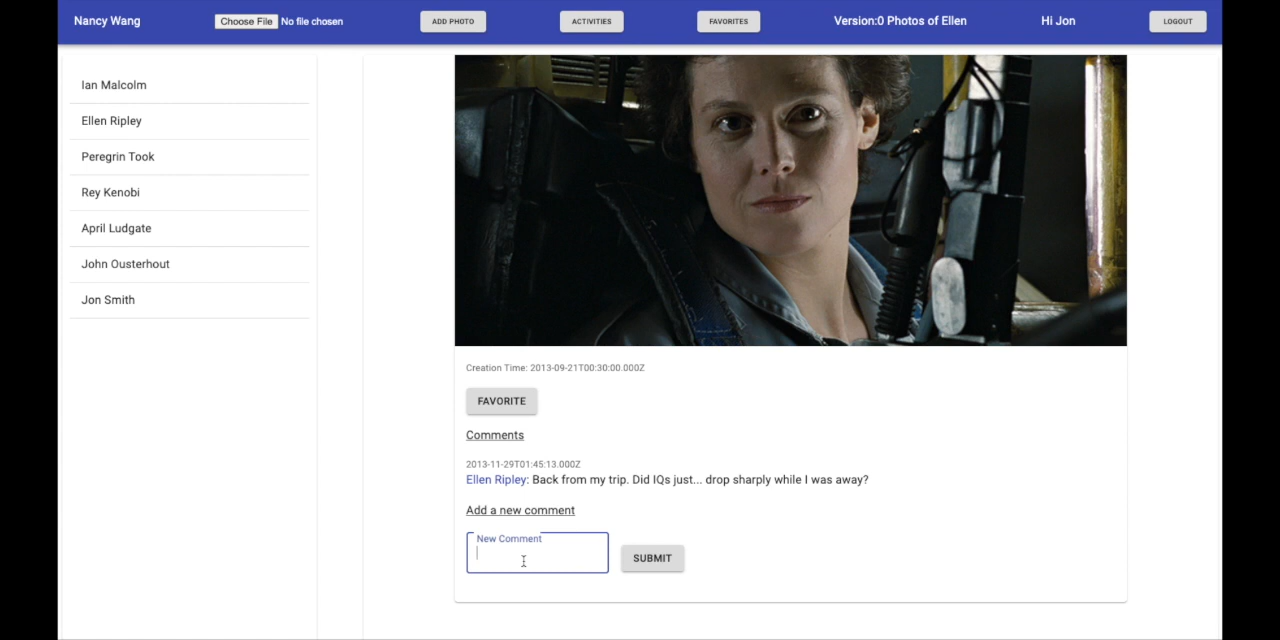 Nancy Wang
Choose File No file chosen
ADD PHOTO
ACTIVITIES
FAVORITES
Version:0 Photos of Ellen
Hi Jon
LOGOUT
Ian Malcolm
Ellen Ripley
Peregrin Took
Rey Kenobi
April Ludgate
John Ousterhout
Jon Smith
Creation Time: 2013-09-21T00:30:00.000Z
FAVORITE
Comments
2013-11-29T01:45:13.000Z
Ellen Ripley: Back from my trip. Did IQs just... drop sharply while I was away?
Add a new comment
New Comment
SUBMIT